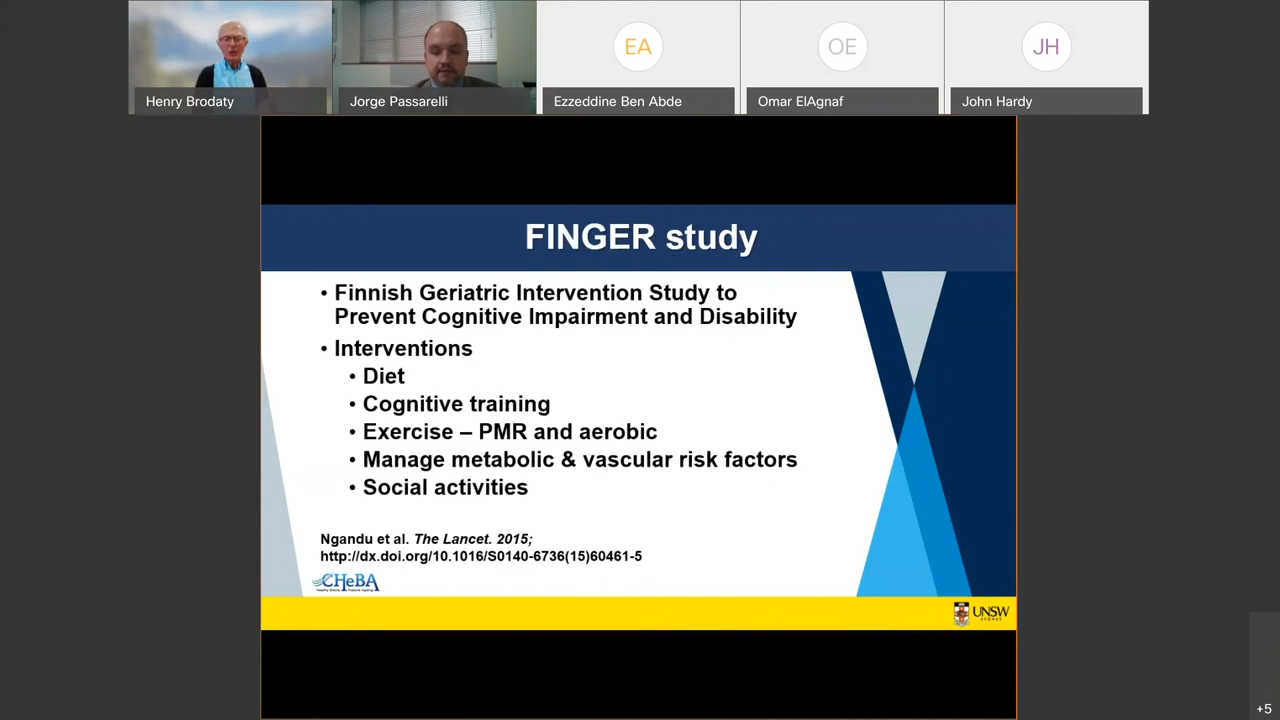 EA
OE
JH
Henry Brodaty
Jorge Passarelli
Ezzeddine Ben Abde
Omar ElAgnaf
John Hardy
FINGER study
• Finnish Geriatric Intervention Study to
Prevent Cognitive Impairment and Disability
• Interventions
• Diet
• Cognitive training
• Exercise – PMR and aerobic
• Manage metabolic & vascular risk factors
• Social activities
Ngandu et al. The Lancet. 2015;
http://dx.doi.org/10.1016/S0140-6736(15)60461-5
CHeBA
UNSW
SYDNEY
+5